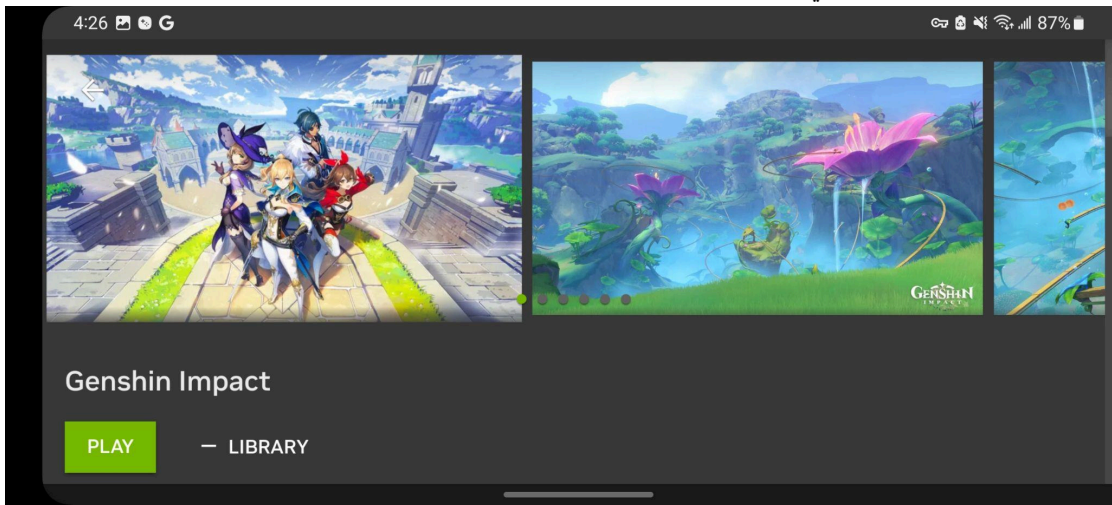 4:26 G 87%
GENSHIN
IMPACT
Genshin Impact
PLAY — LIBRARY